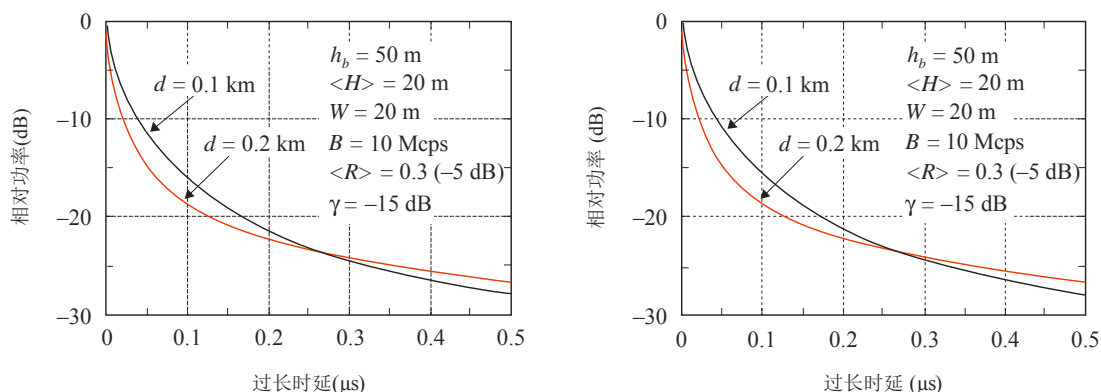 0
−10
−20
−30
相对功率(dB)
d = 0.1 km
d = 0.2 km
h_b = 50 m
<H> = 20 m
W = 20 m
B = 10 Mcps
<R> = 0.3 (–5 dB)
γ = –15 dB
0 0.1 0.2 0.3 0.4 0.5
过长时延(μs)
0
−10
−20
−30
相对功率 (dB)
d = 0.1 km
d = 0.2 km
h_b = 50 m
<H> = 20 m
W = 20 m
B = 10 Mcps
<R> = 0.3 (–5 dB)
γ = –15 dB
0 0.1 0.2 0.3 0.4 0.5
过长时延(μs)